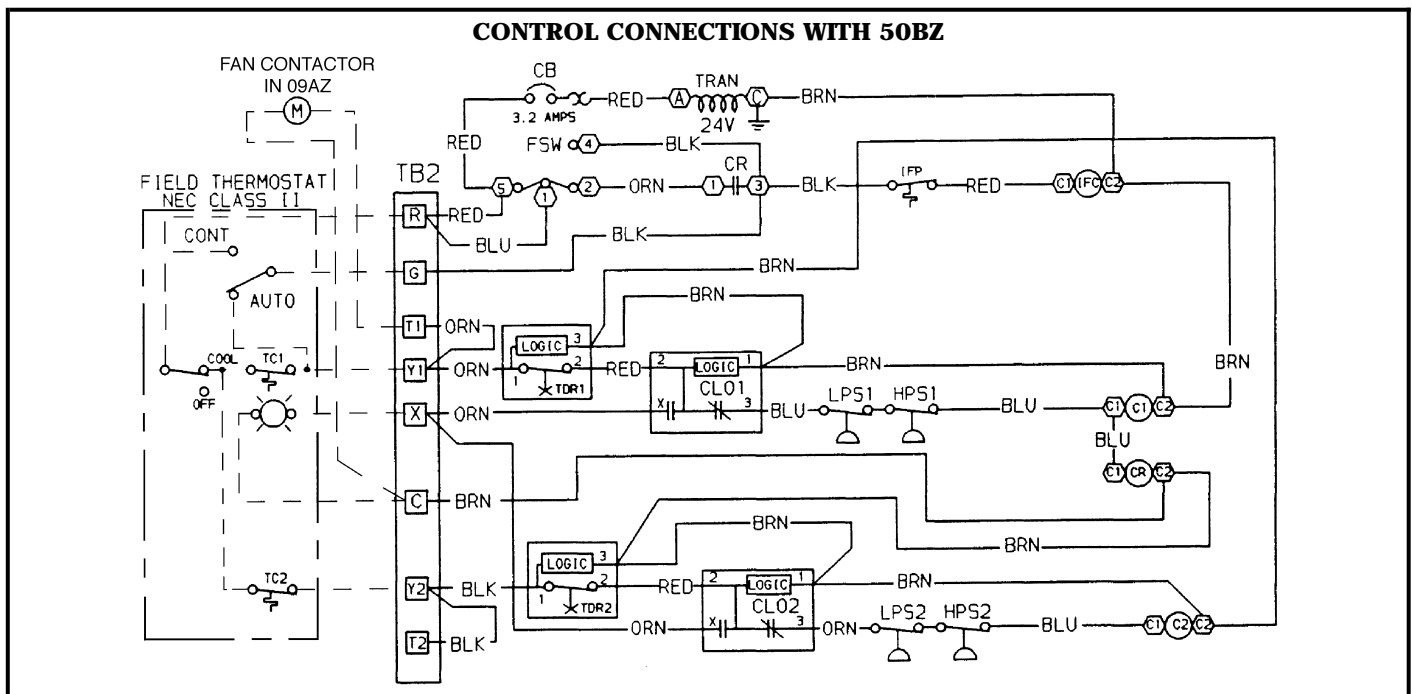 CONTROL CONNECTIONS WITH 50BZ
FAN CONTACTOR
IN 09AZ
M
CB
3.2 AMPS
RED
A
TRAN
24V
C
BRN
RED
FSW
4
BLK
CR
TB2
5
1
2
ORN
1
3
BLK
IFP
RED
C1
IFC
C2
FIELD THERMOSTAT
NEC CLASS II
R
RED
BLU
BLK
CONT
G
BRN
AUTO
BRN
T1
ORN
LOGIC
3
BRN
COOL
TC1
OFF
Y1
ORN
1
2
TDR1
RED
2
LOGIC
1
BRN
CLO1
X
3
BLU
LPS1
HPS1
BLU
C1
C1
C2
X
ORN
BLU
C1
CR
C2
C
BRN
BRN
BRN
LOGIC
3
TC2
Y2
BLK
1
2
TDR2
RED
2
LOGIC
1
BRN
CLO2
X
3
ORN
ORN
LPS2
HPS2
BLU
C1
C2
C2
T2
BLK